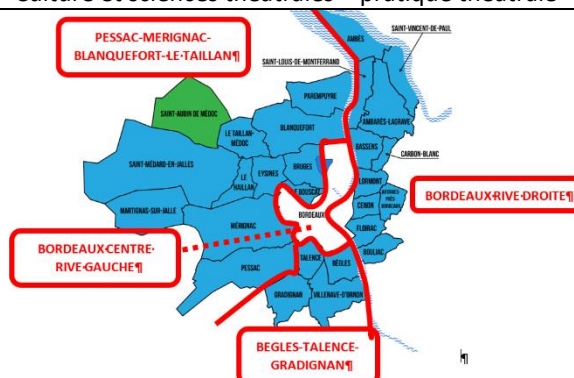 culture et sciences théâtrales – pratique théâtrale
PESSAC-MERIGNAC-
BLANQUEFORT--LE·TAILLAN¶
AMBÈS
SAINT-VINCENT-DE-PAUL
SAINT-LOUIS-DE-MONTFERRAND
PAREMPUYRE
SAINT-AUBIN DE MÉDOC
AMBARÈS-LAGRAVE
LE TAILLAN-
MÉDOC
BLANQUEFORT
BASSENS
CARBON-BLANC
SAINT-MÉDARD-EN-JALLES
EYSINES
BRUGES
LE
HAILLAN
LORMONT
LE BOUSCAT
CENON
BORDEAUX·RIVE·DROITE¶
MARTIGNAS-SUR-JALLE
BORDEAUX
MÉRIGNAC
FLOIRAC
BORDEAUX·CENTRE·
RIVE·GAUCHE¶
BOULIAC
PESSAC
TALENCE
BÈGLES
GRADIGNAN
VILLENAVE-D'ORNON
BEGLES-TALENCE-
GRADIGNAN¶
¶